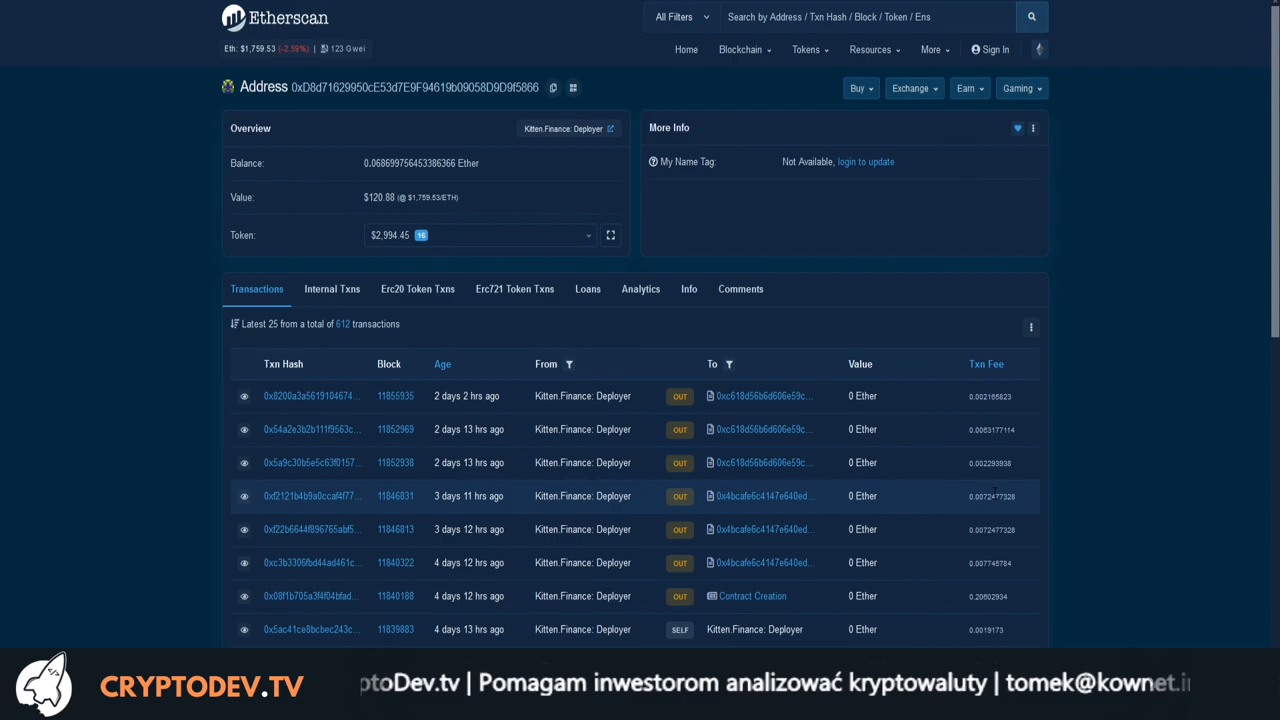 Etherscan
All Filters
Search by Address / Txn Hash / Block / Token / Ens
Eth: $1,759.53 (-2.59%) | 123 Gwei
Home Blockchain Tokens Resources More Sign In
Address 0xD8d71629950cE53d7E9F94619b09058D9D9f5866
Buy Exchange Earn Gaming
Overview
Kitten.Finance: Deployer
Balance: 0.068699756453386366 Ether
Value: $120.88 (@ $1,759.53/ETH)
Token: $2,994.45 16
More Info
My Name Tag: Not Available, login to update
Transactions Internal Txns Erc20 Token Txns Erc721 Token Txns Loans Analytics Info Comments
Latest 25 from a total of 612 transactions
Txn Hash Block Age From To Value Txn Fee
0x8200a3a5619104674... 11855935 2 days 2 hrs ago Kitten.Finance: Deployer OUT 0xc618d56b6d606e59c... 0 Ether 0.002165823
0x54a2e3b2b111f9563c... 11852969 2 days 13 hrs ago Kitten.Finance: Deployer OUT 0xc618d56b6d606e59c... 0 Ether 0.0063177114
0x5a9c30b5e5c63f0157... 11852938 2 days 13 hrs ago Kitten.Finance: Deployer OUT 0xc618d56b6d606e59c... 0 Ether 0.002293938
0xf2121b4b9a0ccaf4f77... 11846831 3 days 11 hrs ago Kitten.Finance: Deployer OUT 0x4bcafe6c4147e640ed... 0 Ether 0.0072477328
0xf22b6644f896765abf5... 11846813 3 days 12 hrs ago Kitten.Finance: Deployer OUT 0x4bcafe6c4147e640ed... 0 Ether 0.0072477328
0xc3b3306fbd44ad461c... 11840322 4 days 12 hrs ago Kitten.Finance: Deployer OUT 0x4bcafe6c4147e640ed... 0 Ether 0.007745784
0x08f1b705a3f4f04bfad... 11840188 4 days 12 hrs ago Kitten.Finance: Deployer OUT Contract Creation 0 Ether 0.20602934
0x5ac41ce8bcbec243c... 11839883 4 days 13 hrs ago Kitten.Finance: Deployer SELF Kitten.Finance: Deployer 0 Ether 0.0019173
CRYPTODEV.TV
ptoDev.tv | Pomagam inwestorom analizować kryptowaluty | tomek@kownet.i